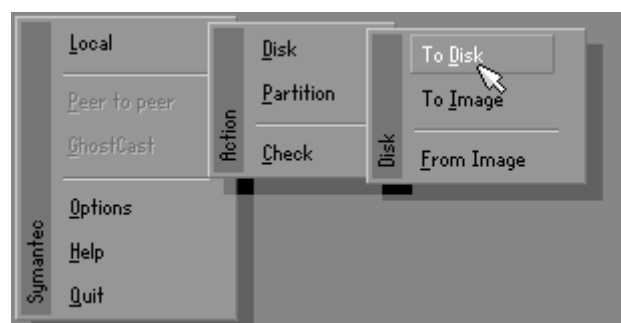 Symantec
Local
Peer to peer
GhostCast
Options
Help
Quit
Action
Disk
Partition
Check
Disk
To Disk
To Image
From Image